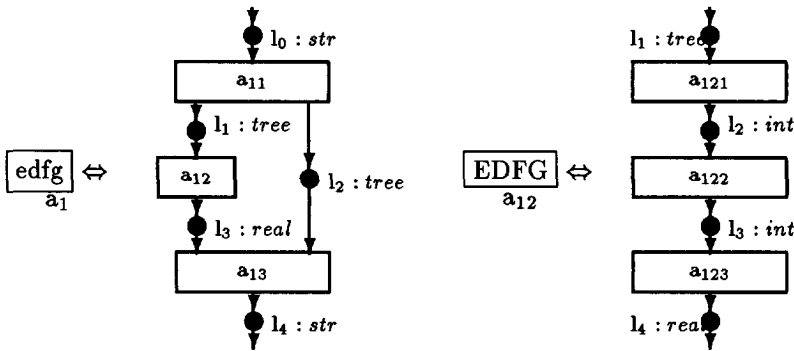 l₀ : str
a₁₁
l₁ : tree
edfg ⇔
a₁
a₁₂
l₂ : tree
l₃ : real
a₁₃
l₄ : str
l₁ : tree
a₁₂₁
l₂ : int
EDFG ⇔
a₁₂
a₁₂₂
l₃ : int
a₁₂₃
l₄ : real